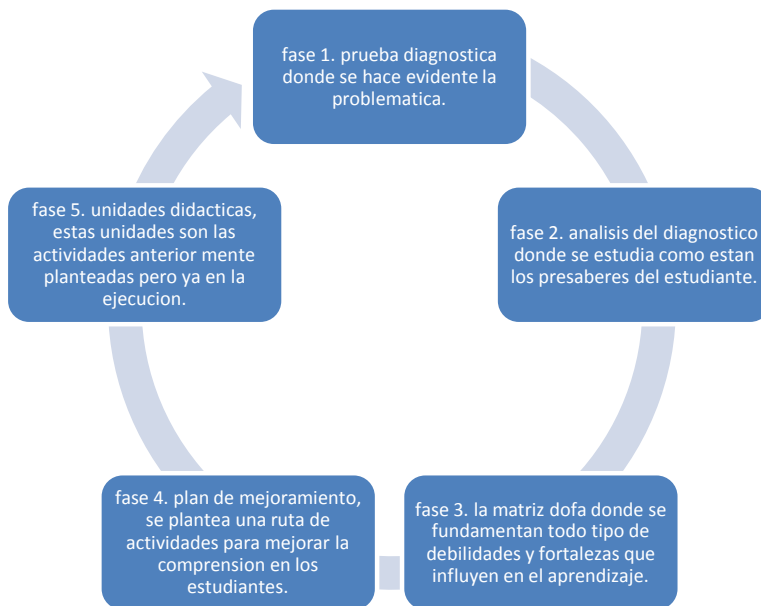 fase 1. prueba diagnostica
donde se hace evidente la
problematica.
fase 2. analisis del diagnostico
donde se estudia como estan
los presaberes del estudiante.
fase 3. la matriz dofa donde se
fundamentan todo tipo de
debilidades y fortalezas que
influyen en el aprendizaje.
fase 4. plan de mejoramiento,
se plantea una ruta de
actividades para mejorar la
comprension en los
estudiantes.
fase 5. unidades didacticas,
estas unidades son las
actividades anterior mente
planteadas pero ya en la
ejecucion.